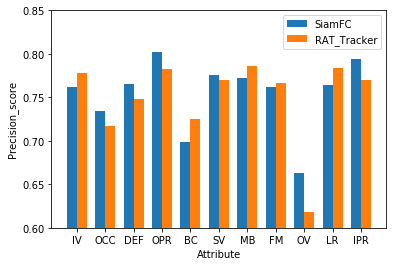 SiamFC
RAT_Tracker
0.85
0.80
0.75
0.70
0.65
0.60
Precision_score
IV OCC DEF OPR BC SV MB FM OV LR IPR
Attribute